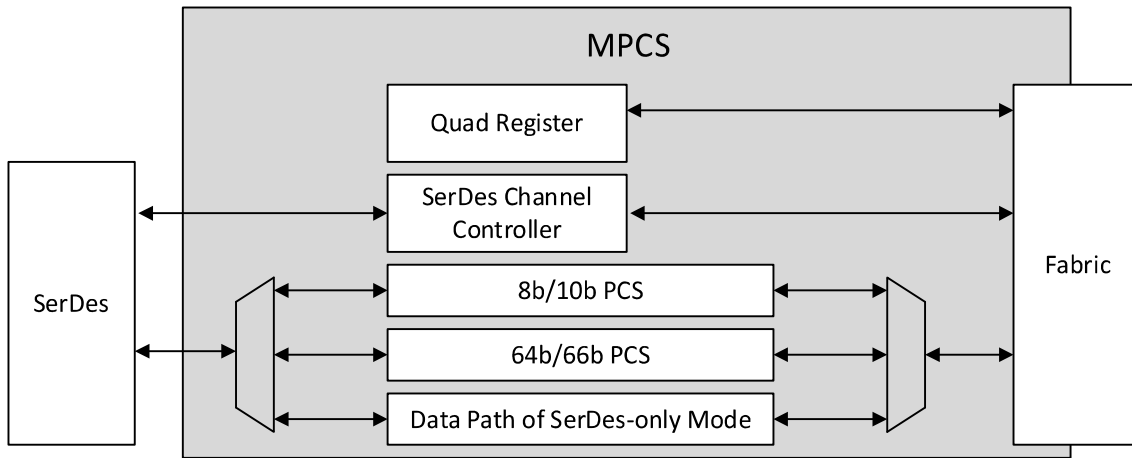 MPCS
Quad Register
SerDes Channel
Controller
SerDes
8b/10b PCS
64b/66b PCS
Data Path of SerDes-only Mode
Fabric